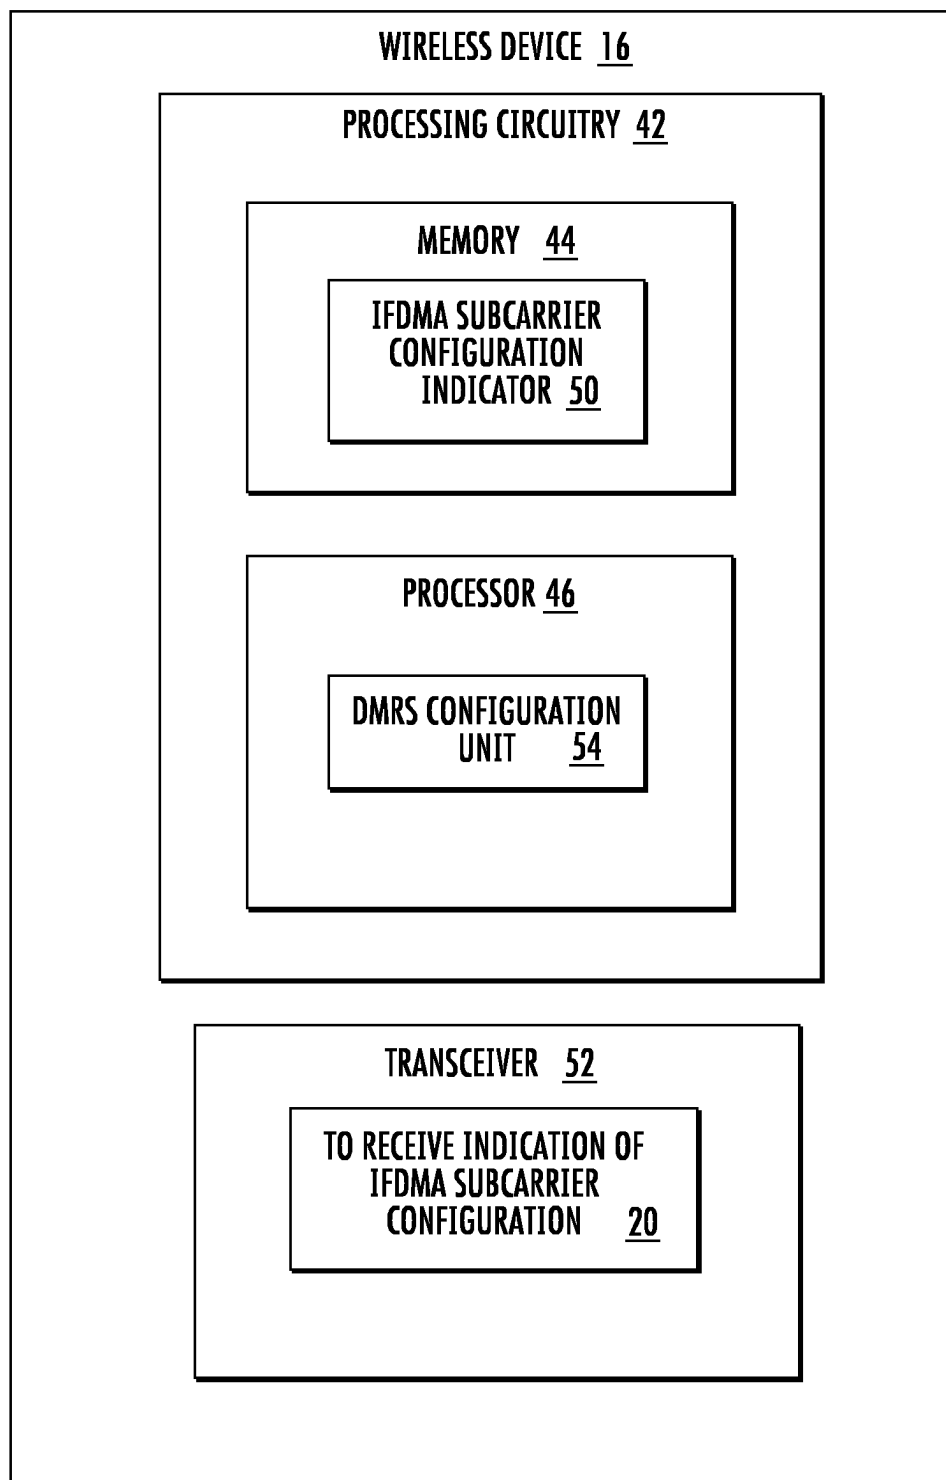 WIRELESS DEVICE 16
PROCESSING CIRCUITRY 42
MEMORY 44
IFDMA SUBCARRIER
CONFIGURATION
INDICATOR 50
PROCESSOR 46
DMRS CONFIGURATION
UNIT 54
TRANSCEIVER 52
TO RECEIVE INDICATION OF
IFDMA SUBCARRIER
CONFIGURATION 20